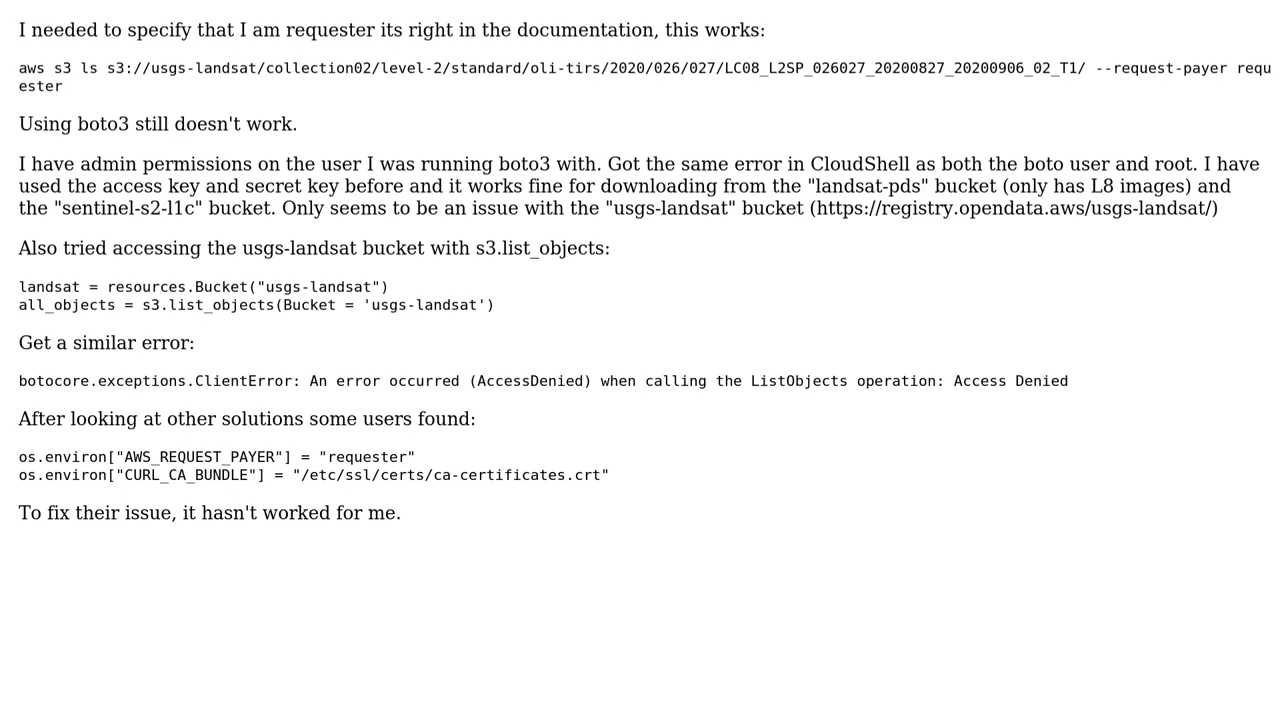 I needed to specify that I am requester its right in the documentation, this works:
aws s3 ls s3://usgs-landsat/collection02/level-2/standard/oli-tirs/2020/026/027/LC08_L2SP_026027_20200827_20200906_02_T1/ --request-payer requ
ester
Using boto3 still doesn't work.
I have admin permissions on the user I was running boto3 with. Got the same error in CloudShell as both the boto user and root. I have
used the access key and secret key before and it works fine for downloading from the "landsat-pds" bucket (only has L8 images) and
the "sentinel-s2-l1c" bucket. Only seems to be an issue with the "usgs-landsat" bucket (https://registry.opendata.aws/usgs-landsat/)
Also tried accessing the usgs-landsat bucket with s3.list_objects:
landsat = resources.Bucket("usgs-landsat")
all_objects = s3.list_objects(Bucket = 'usgs-landsat')
Get a similar error:
botocore.exceptions.ClientError: An error occurred (AccessDenied) when calling the ListObjects operation: Access Denied
After looking at other solutions some users found:
os.environ["AWS_REQUEST_PAYER"] = "requester"
os.environ["CURL_CA_BUNDLE"] = "/etc/ssl/certs/ca-certificates.crt"
To fix their issue, it hasn't worked for me.